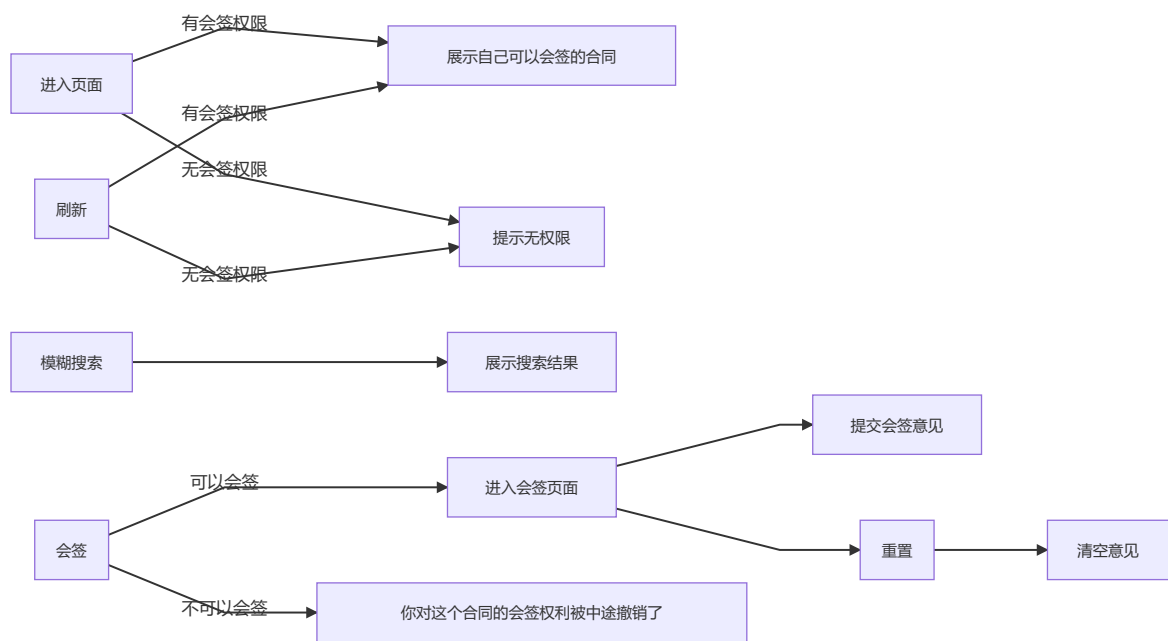 有会签权限
进入页面
展示自己可以会签的合同
有会签权限
无会签权限
刷新
提示无权限
无会签权限
模糊搜索
展示搜索结果
提交会签意见
可以会签
进入会签页面
会签
重置
清空意见
不可以会签
你对这个合同的会签权利被中途撤销了